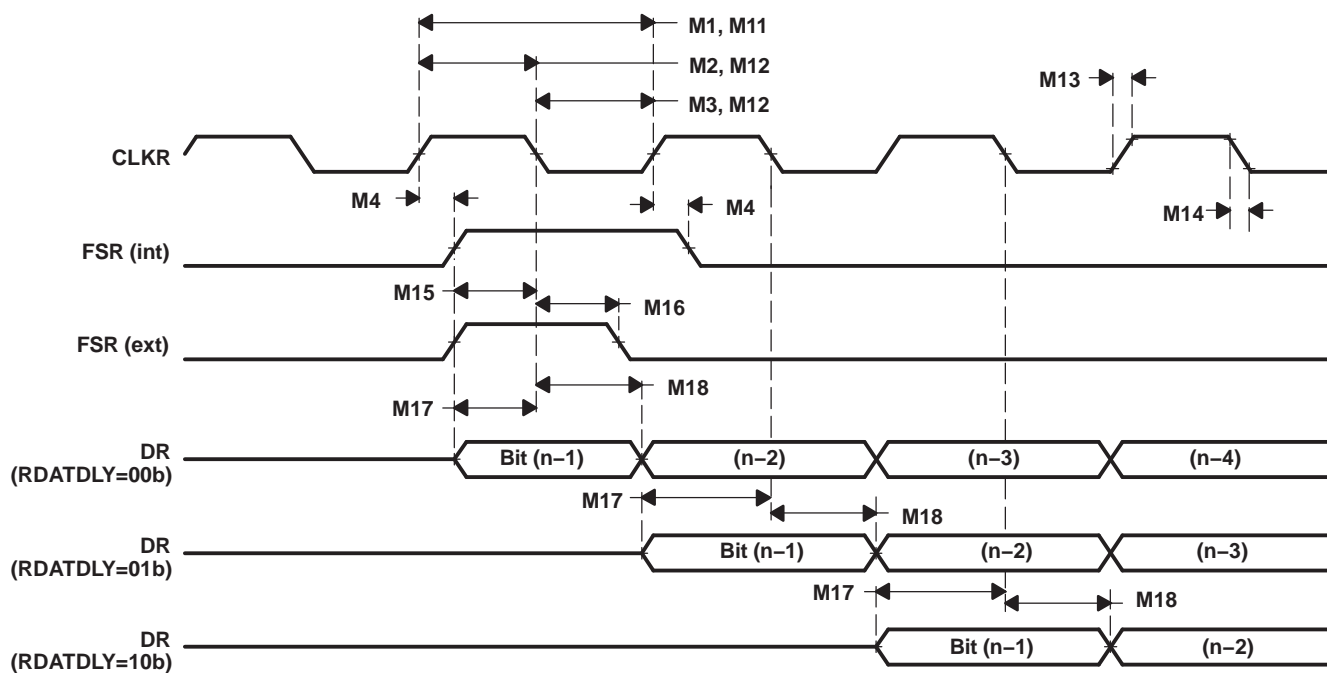 M1, M11
M2, M12
M13
M3, M12
CLKR
M4
M4
M14
FSR (int)
M15
M16
FSR (ext)
M18
M17
DR
(RDATDLY=00b)
Bit (n−1)
(n−2)
(n−3)
(n−4)
M17
M18
DR
(RDATDLY=01b)
Bit (n−1)
(n−2)
(n−3)
M17
M18
DR
(RDATDLY=10b)
Bit (n−1)
(n−2)